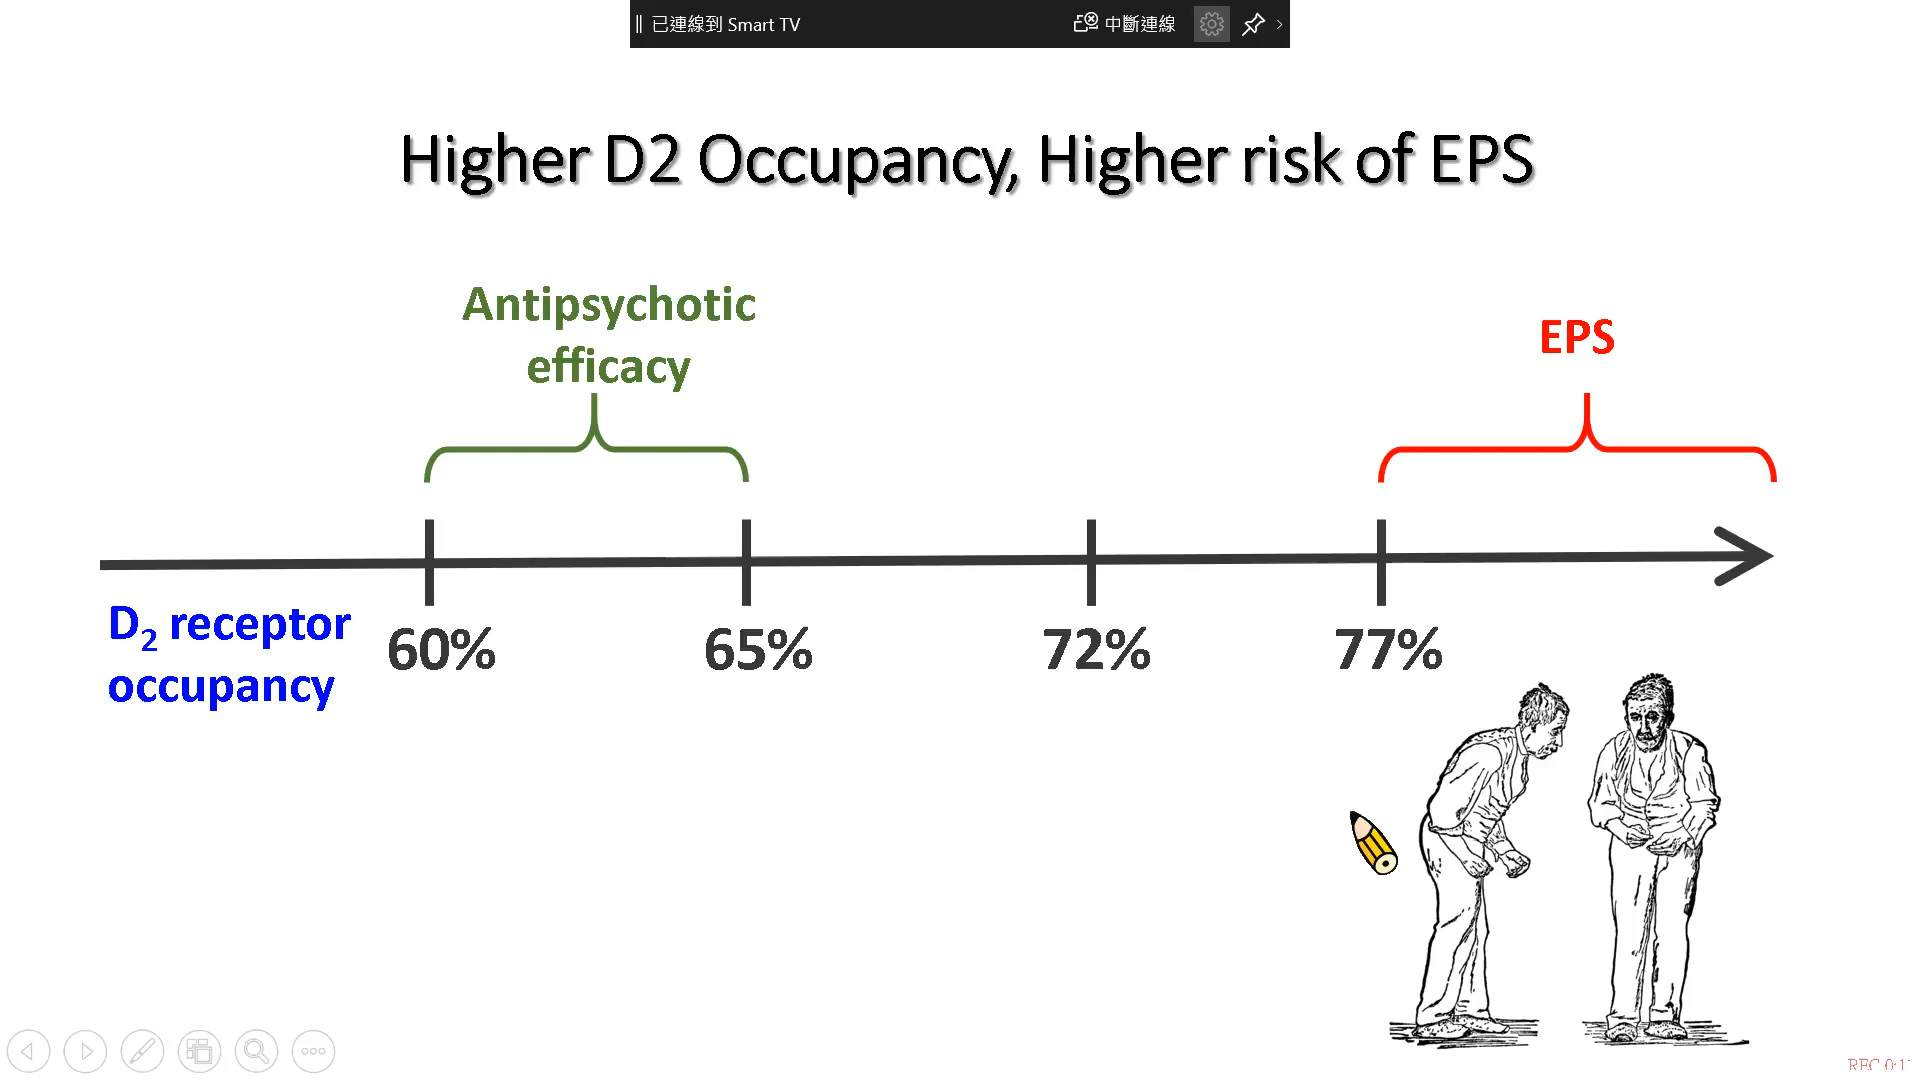 已連線到 Smart TV
中斷連線
Higher D2 Occupancy, Higher risk of EPS
Antipsychotic
efficacy
EPS
D₂ receptor
occupancy
60%
65%
72%
77%